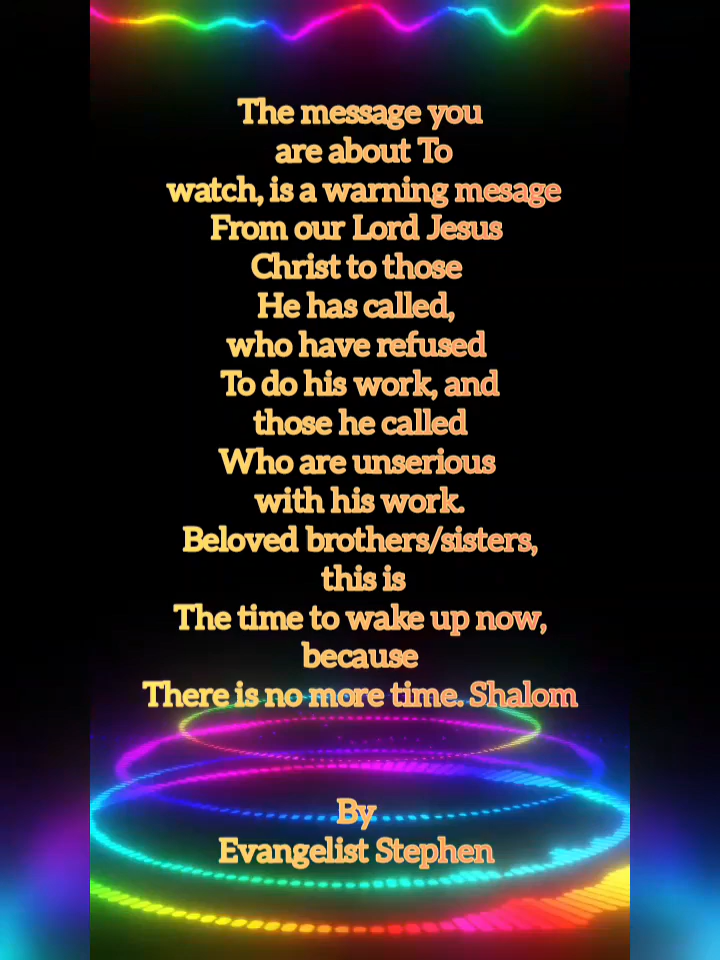 The message you
are about To
watch, is a warning mesage
From our Lord Jesus
Christ to those
He has called,
who have refused
To do his work, and
those he called
Who are unserious
with his work.
Beloved brothers/sisters,
this is
The time to wake up now,
because
There is no more time. Shalom
By
Evangelist Stephen